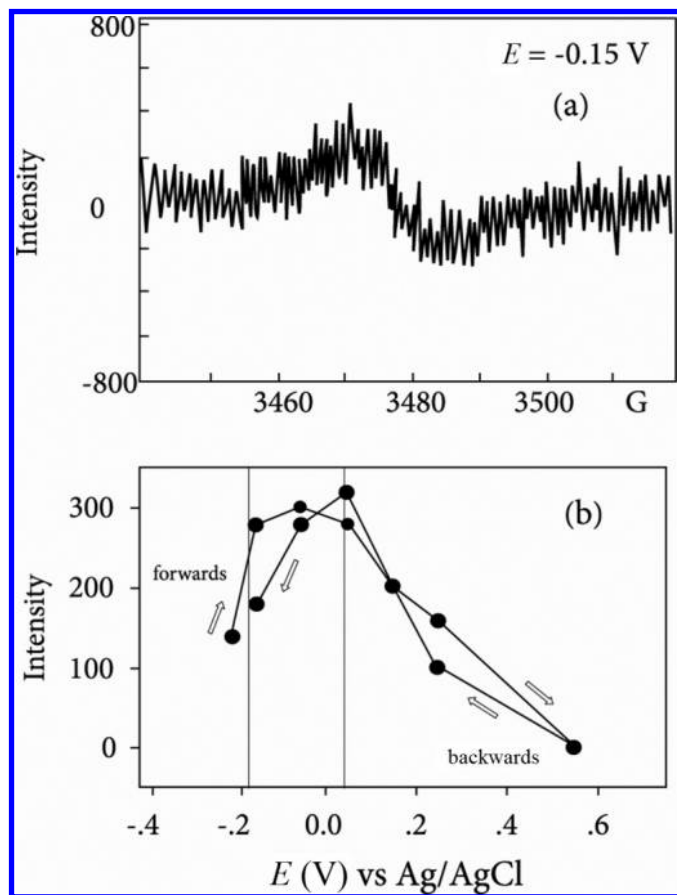 800
E = -0.15 V
(a)
Intensity
0
-800
3460
3480
3500
G
(b)
300
forwards
200
Intensity
100
0
backwards
-.4
-.2
0.0
.2
.4
.6
E (V) vs Ag/AgCl